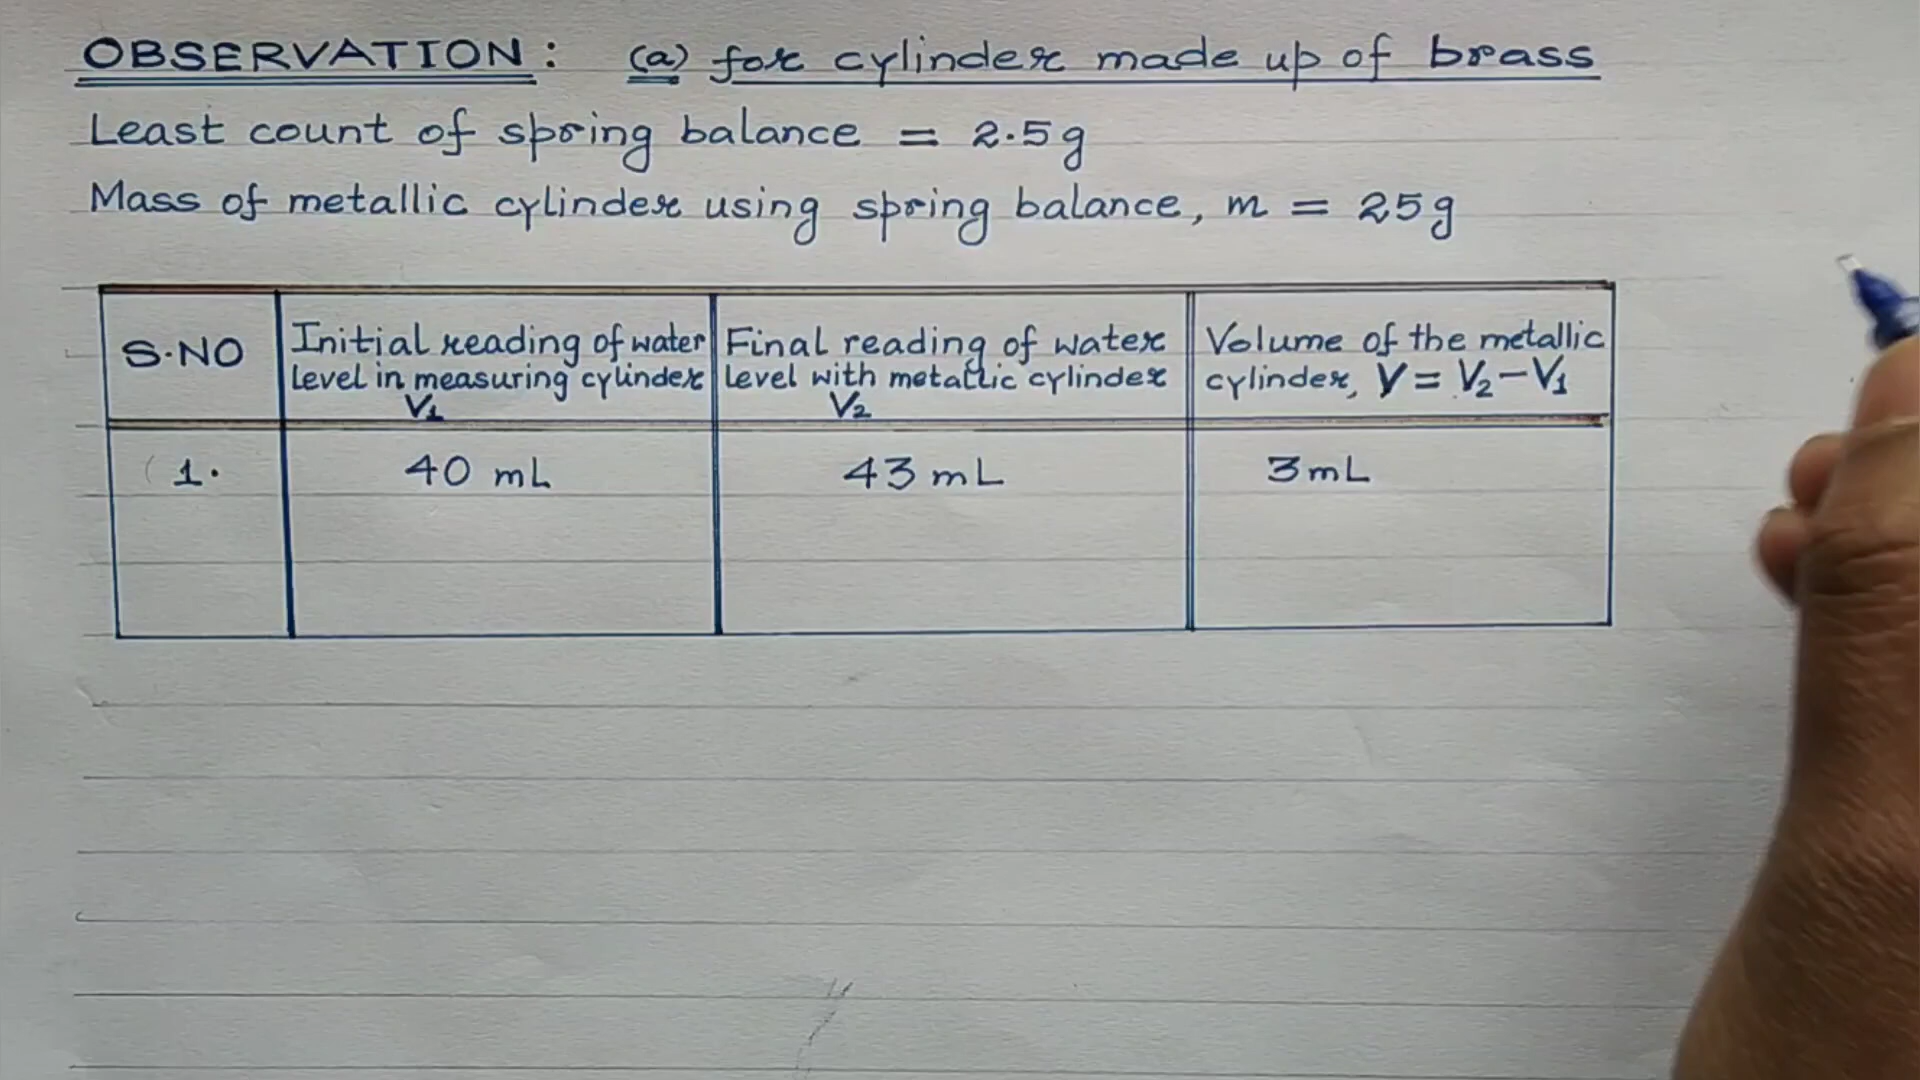 OBSERVATION: (a) for cylinder made up of brass
Least count of spring balance = 2.5g
Mass of metallic cylinder using spring balance, m = 25g
S.NO
Initial reading of water
level in measuring cylinder
V₁
Final reading of water
level with metallic cylinder
V₂
Volume of the metallic
cylinder, V = V₂-V₁
1.
40 mL
43 mL
3mL